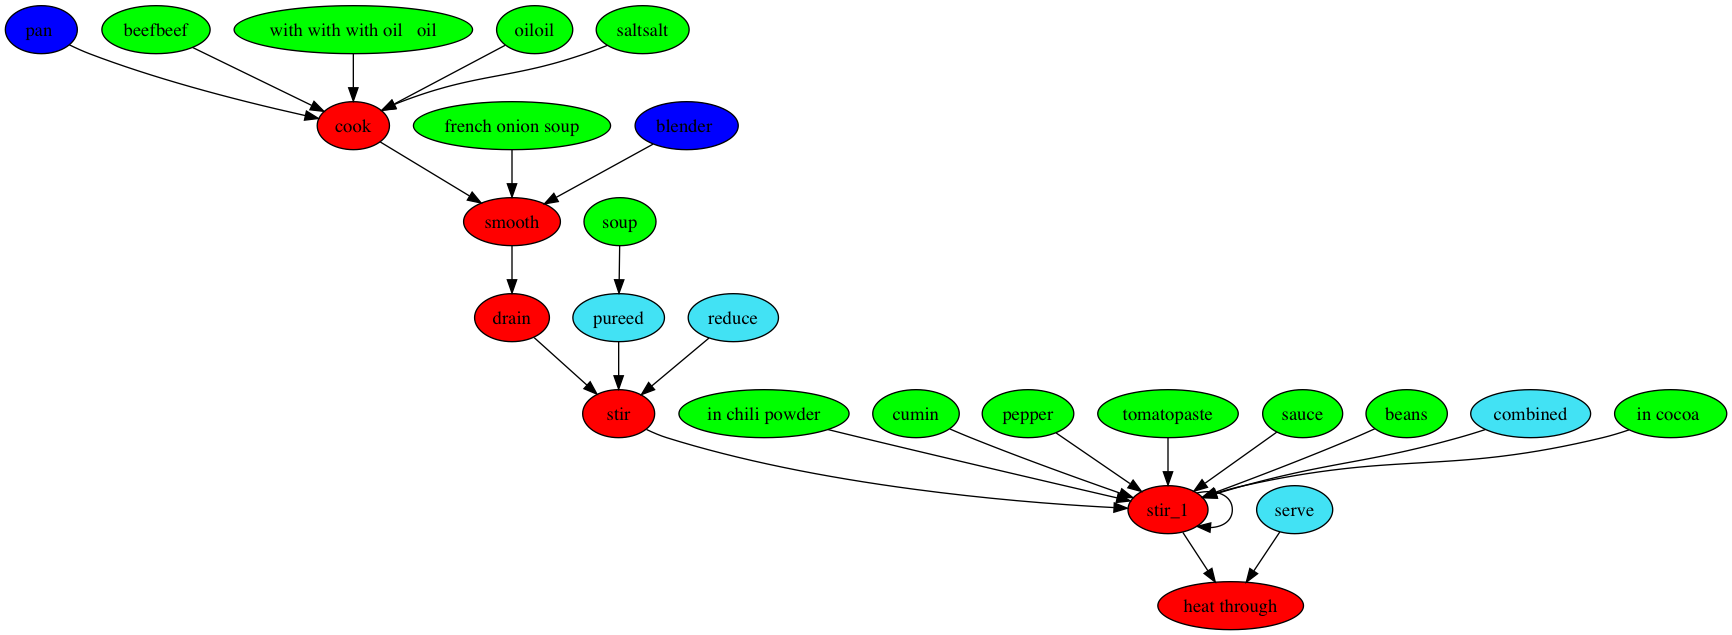 pan
beefbeef
with with with oil   oil
oiloil
saltsalt
cook
french onion soup
blender
smooth
soup
drain
pureed
reduce
stir
in chili powder
cumin
pepper
tomatopaste
sauce
beans
combined
in cocoa
stir_1
serve
heat through